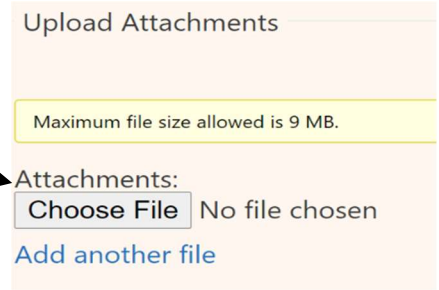 Upload Attachments
Maximum file size allowed is 9 MB.
Attachments:
Choose File No file chosen
Add another file